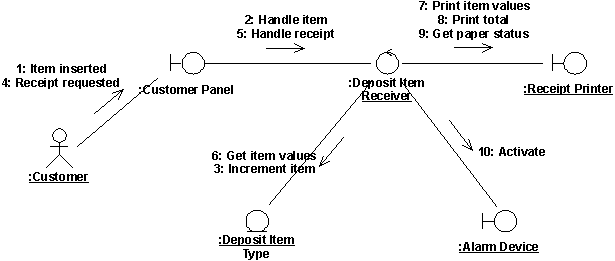 7: Print item values
8: Print total
9: Get paper status
2: Handle item
5: Handle receipt
1: Item inserted
4: Receipt requested
:Customer Panel
:Deposit Item
Receiver
:Receipt Printer
6: Get item values
3: Increment item
10: Activate
:Customer
:Deposit Item
Type
:Alarm Device